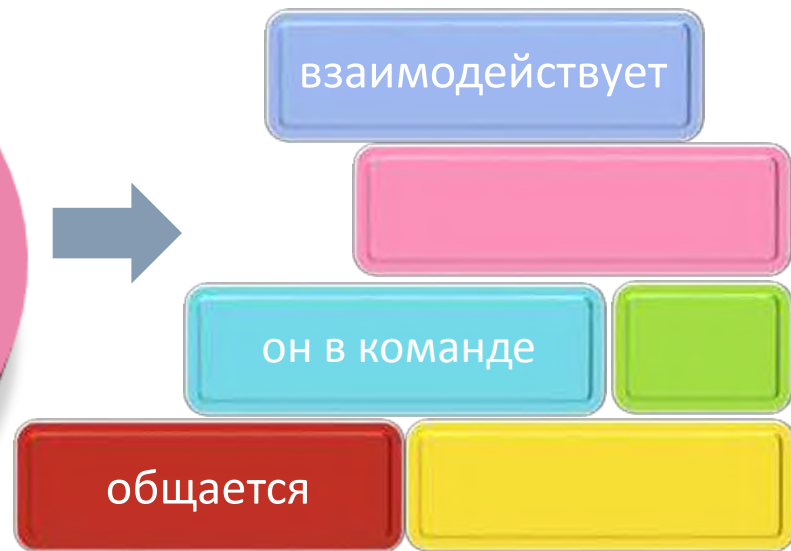 взаимодействует
он в команде
общается